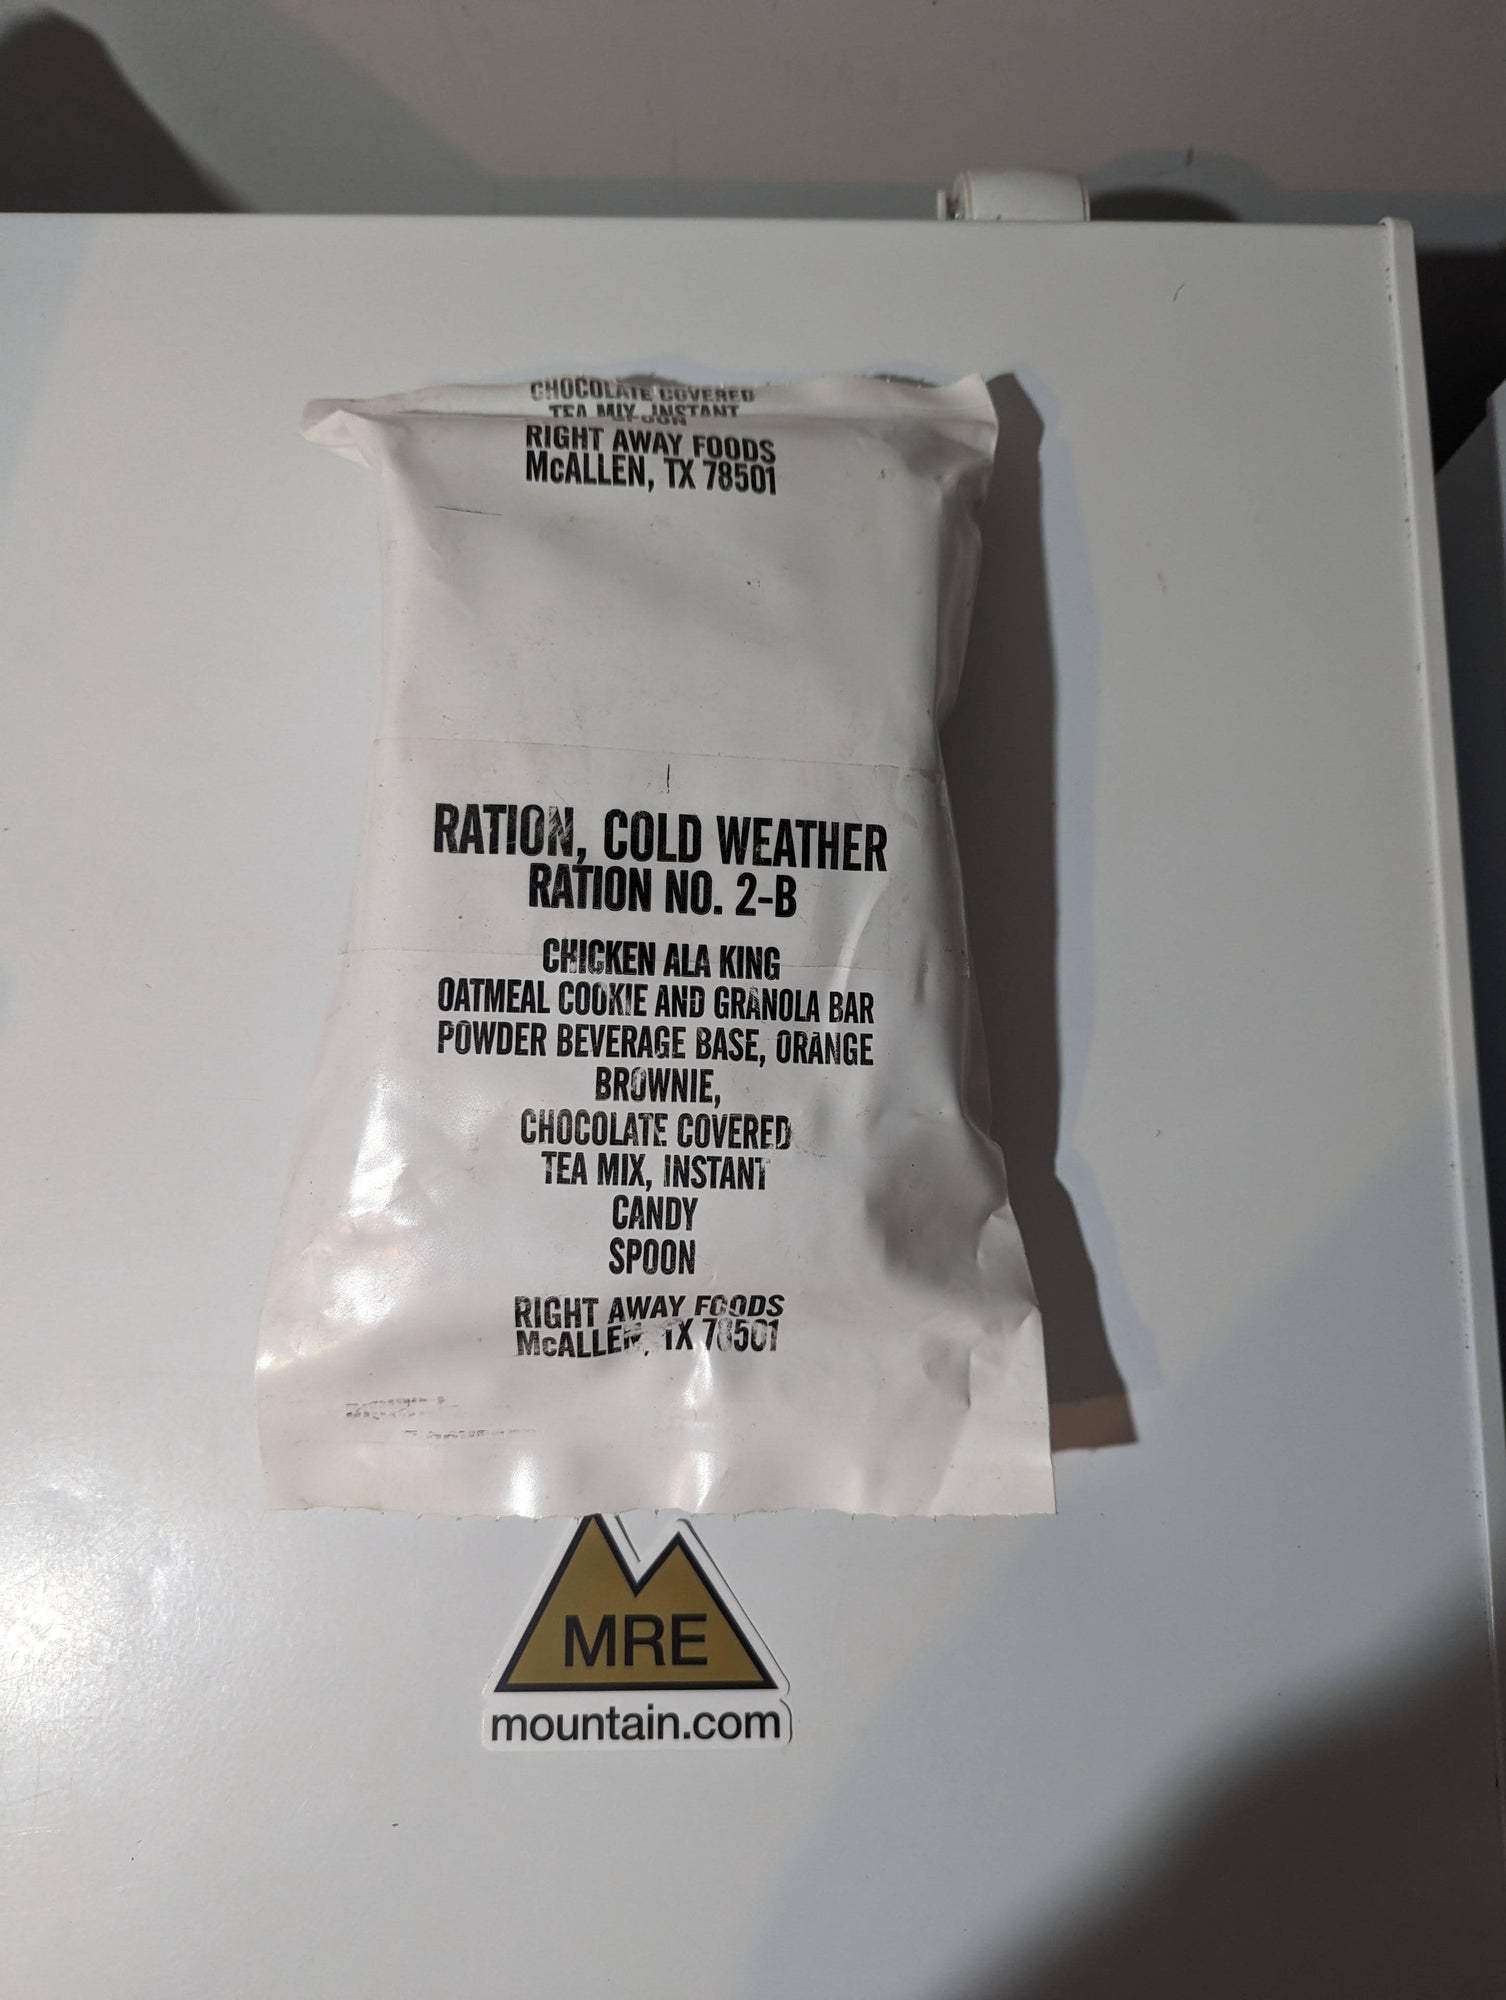 CHOCOLATE COVERED
TEA MIX, INSTANT
SPOON
RIGHT AWAY FOODS
McALLEN, TX 78501
RATION, COLD WEATHER
RATION NO. 2-B
CHICKEN ALA KING
OATMEAL COOKIE AND GRANOLA BAR
POWDER BEVERAGE BASE, ORANGE
BROWNIE,
CHOCOLATE COVERED
TEA MIX, INSTANT
CANDY
SPOON
RIGHT AWAY FOODS
McALLEN, TX 78501
MRE
mountain.com